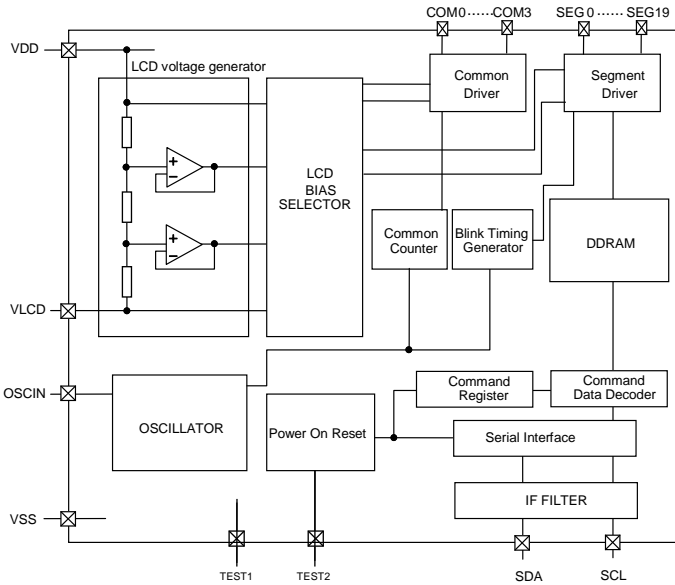 COM0 ······ COM3
SEG 0 ······ SEG19
VDD
LCD voltage generator
Common
Driver
Segment
Driver
LCD
BIAS
SELECTOR
Common
Counter
Blink Timing
Generator
DDRAM
VLCD
OSCIN
OSCILLATOR
Power On Reset
Command
Register
Command
Data Decoder
Serial Interface
IF FILTER
VSS
TEST1
TEST2
SDA
SCL